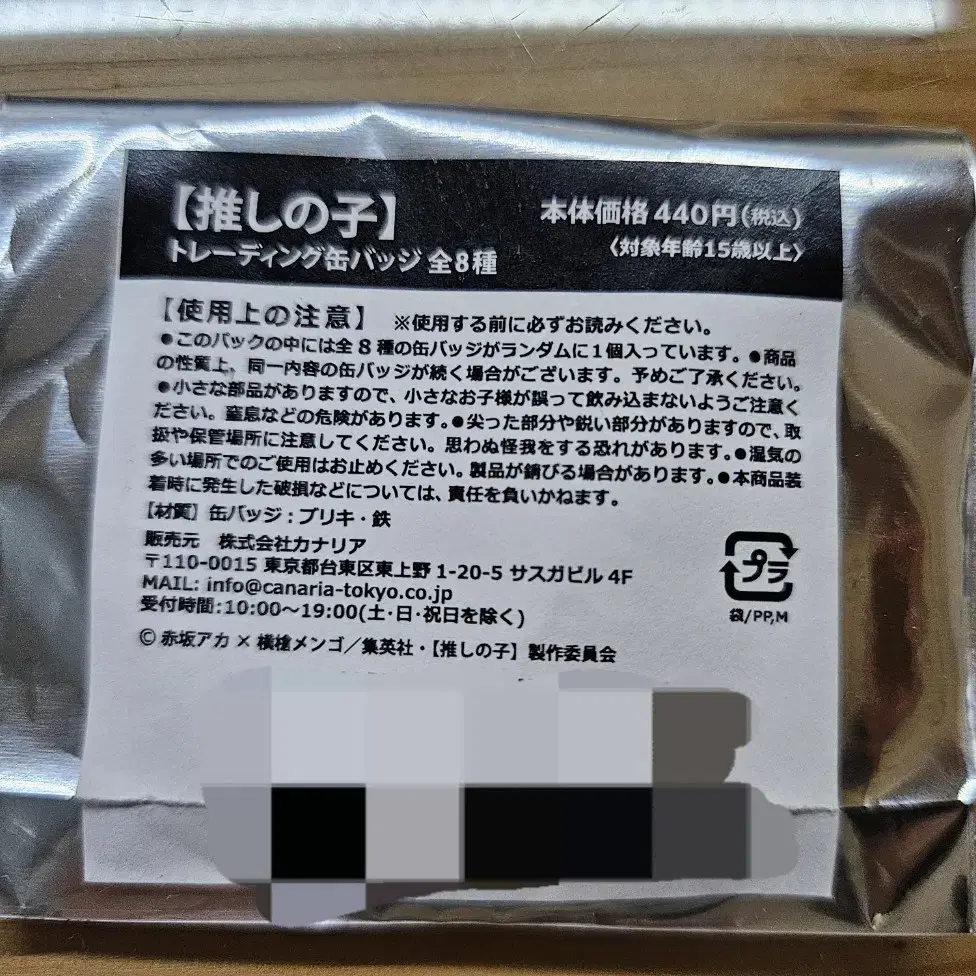 【推しの子】
トレーディング缶バッジ 全8種
本体価格 440円(税込)
〈対象年齢15歳以上〉
【使用上の注意】 ※使用する前に必ずお読みください。
●このパックの中には全8種の缶バッジがランダムに1個入っています。●商品
の性質上、同一内容の缶バッジが続く場合がございます。予めご了承ください。
●小さな部品がありますので、小さなお子様が誤って飲み込まないようご注意く
ださい。窒息などの危険があります。●尖った部分や鋭い部分がありますので、取
扱や保管場所に注意してください。思わぬ怪我をする恐れがあります。●湿気の
多い場所でのご使用はお止めください。製品が錆びる場合があります。●本商品装
着時に発生した破損などについては、責任を負いかねます。
【材質】缶バッジ：ブリキ・鉄
販売元 株式会社カナリア
〒110-0015 東京都台東区東上野 1-20-5 サスガビル 4F
MAIL: info@canaria-tokyo.co.jp
受付時間:10:00〜19:00(土・日・祝日を除く)
© 赤坂アカ × 横槍メンゴ／集英社・【推しの子】製作委員会
プラ
袋/PP,M